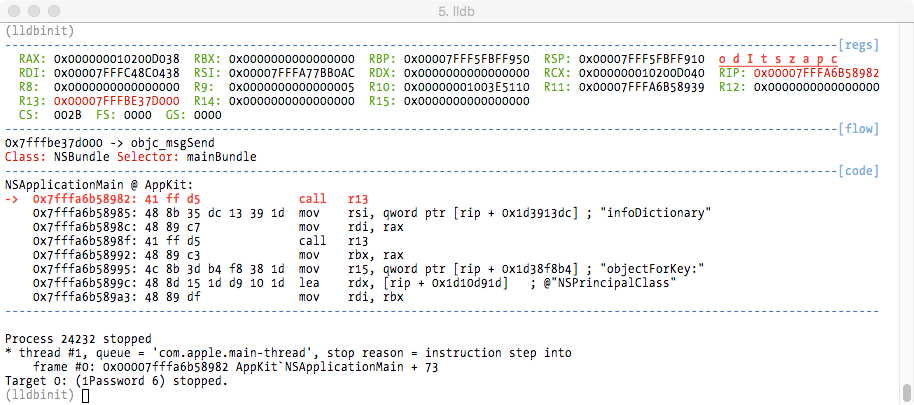 5. lldb
(lldbinit)
[regs]
RAX: 0x000000010200D038 RBX: 0x0000000000000000 RBP: 0x00007FFF5FBFF950 RSP: 0x00007FFF5FBFF910 o d I t s z a p c
RDI: 0x00007FFFC48C0438 RSI: 0x00007FFFA77BB0AC RDX: 0x0000000000000000 RCX: 0x000000010200D040 RIP: 0x00007FFFA6B58982
R8: 0x0000000000000000 R9: 0x0000000000000005 R10: 0x00000001003E5110 R11: 0x00007FFFA6B58939 R12: 0x0000000000000000
R13: 0x00007FFFBE37D000 R14: 0x0000000000000000 R15: 0x0000000000000000
CS: 002B FS: 0000 GS: 0000
[flow]
0x7fffbe37d000 -> objc_msgSend
Class: NSBundle Selector: mainBundle
[code]
NSApplicationMain @ AppKit:
-> 0x7fffa6b58982: 41 ff d5 call r13
0x7fffa6b58985: 48 8b 35 dc 13 39 1d mov rsi, qword ptr [rip + 0x1d3913dc] ; "infoDictionary"
0x7fffa6b5898c: 48 89 c7 mov rdi, rax
0x7fffa6b5898f: 41 ff d5 call r13
0x7fffa6b58992: 48 89 c3 mov rbx, rax
0x7fffa6b58995: 4c 8b 3d b4 f8 38 1d mov r15, qword ptr [rip + 0x1d38f8b4] ; "objectForKey:"
0x7fffa6b5899c: 48 8d 15 1d d9 10 1d lea rdx, [rip + 0x1d10d91d] ; @"NSPrincipalClass"
0x7fffa6b589a3: 48 89 df mov rdi, rbx
Process 24232 stopped
* thread #1, queue = 'com.apple.main-thread', stop reason = instruction step into
frame #0: 0x00007fffa6b58982 AppKit`NSApplicationMain + 73
Target 0: (1Password 6) stopped.
(lldbinit)